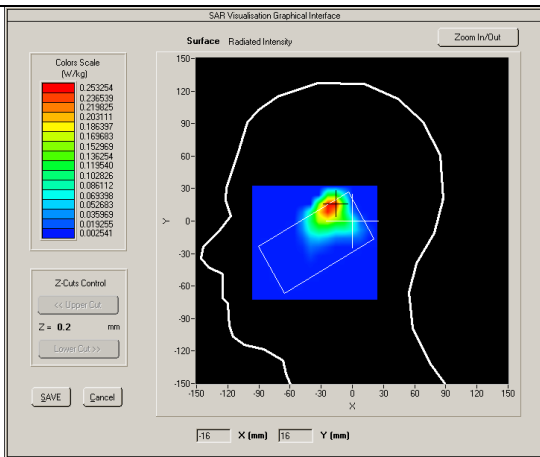 SAR Visualisation Graphical Interface
Surface Radiated Intensity
Zoom In/Out
Colors Scale
(W/kg)
0.253254
0.236539
0.219825
0.203111
0.186397
0.169683
0.152969
0.136254
0.119540
0.102826
0.086112
0.069398
0.052683
0.035969
0.019255
0.002541
Z-Cuts Control
<< Upper Cut
Z = 0.2 mm
Lower Cut >>
SAVE Cancel
150
120
90
60
30
0
-30
-60
-90
-120
-150
Y
-150 -120 -90 -60 -30 0 30 60 90 120 150
X
-16 X (mm) 16 Y (mm)